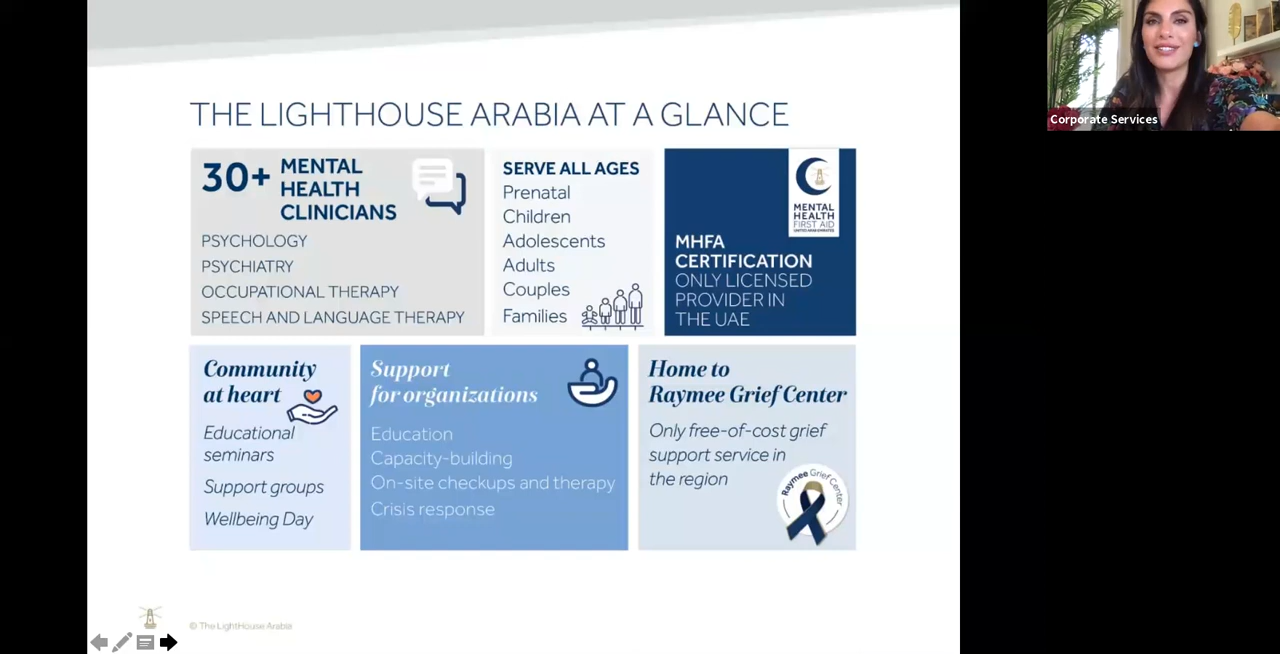 THE LIGHTHOUSE ARABIA AT A GLANCE
30+ MENTAL
HEALTH
CLINICIANS
PSYCHOLOGY
PSYCHIATRY
OCCUPATIONAL THERAPY
SPEECH AND LANGUAGE THERAPY
SERVE ALL AGES
Prenatal
Children
Adolescents
Adults
Couples
Families
MENTAL
HEALTH
FIRST AID
UNITED ARAB EMIRATES
MHFA
CERTIFICATION
ONLY LICENSED
PROVIDER IN
THE UAE
Community
at heart
Educational
seminars
Support groups
Wellbeing Day
Support
for organizations
Education
Capacity-building
On-site checkups and therapy
Crisis response
Home to
Raymee Grief Center
Only free-of-cost grief
support service in
the region
Raymee Grief Center
© The LightHouse Arabia
Corporate Services